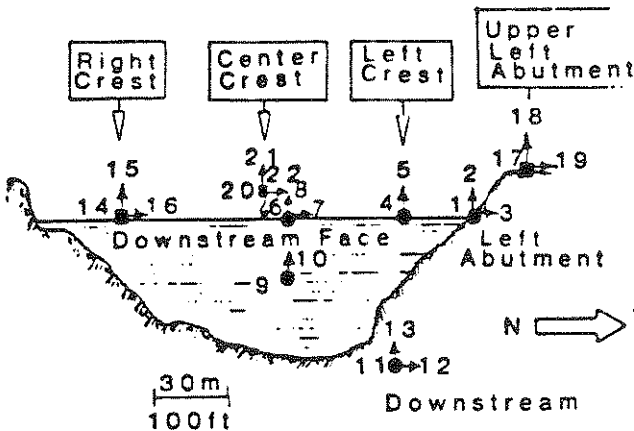 Upper
Left
Abutment
Right
Crest
Center
Crest
Left
Crest
18
17
19
15
21
5
2
20
22
8
14
16
6
7
4
1
3
Downstream Face
Left
Abutment
10
9
N
13
11
12
30m
100ft
Downstream